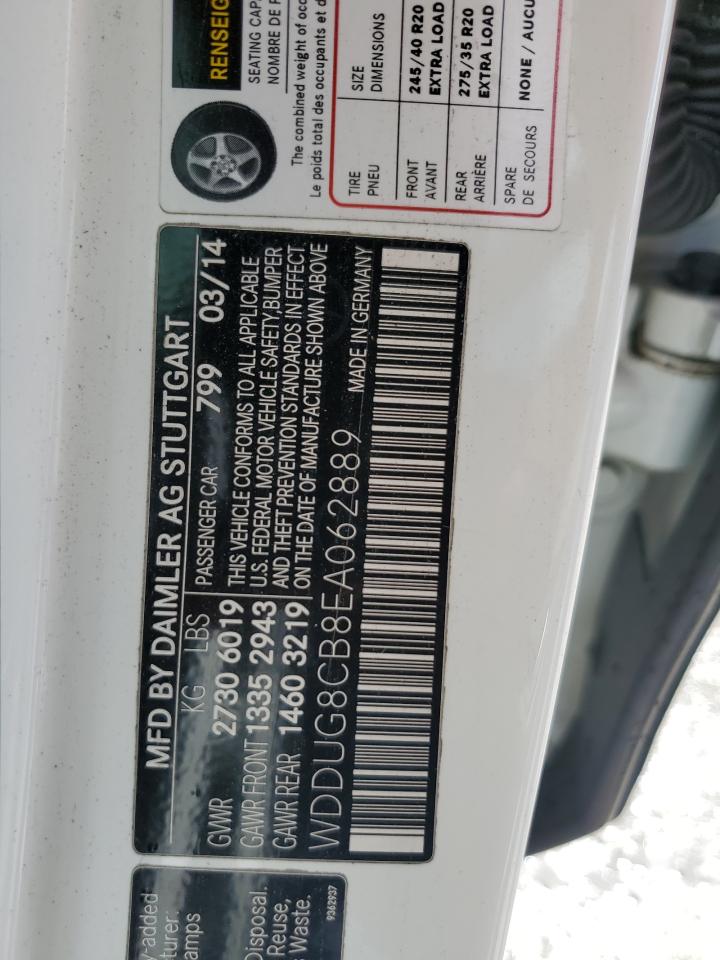 RENSEIG
SEATING CAP
NOMBRE DE P
The combined weight of occ
Le poids total des occupants et d
TIRE SIZE
PNEU DIMENSIONS
FRONT 245/40 R20
AVANT EXTRA LOAD
REAR 275/35 R20
ARRIÈRE EXTRA LOAD
SPARE NONE / AUCU
DE SECOURS
MFD BY DAIMLER AG STUTTGART
KG LBS PASSENGER CAR 799 03/14
GWR 2730 6019 THIS VEHICLE CONFORMS TO ALL APPLICABLE
GAWR FRONT 1335 2943 U.S. FEDERAL MOTOR VEHICLE SAFETY, BUMPER
GAWR REAR 1460 3219 AND THEFT PREVENTION STANDARDS IN EFFECT
ON THE DATE OF MANUFACTURE SHOWN ABOVE
WDDUG8CB8EA062889 MADE IN GERMANY
y-added
turer:
amps
Disposal.
Reuse,
Waste.
9362937